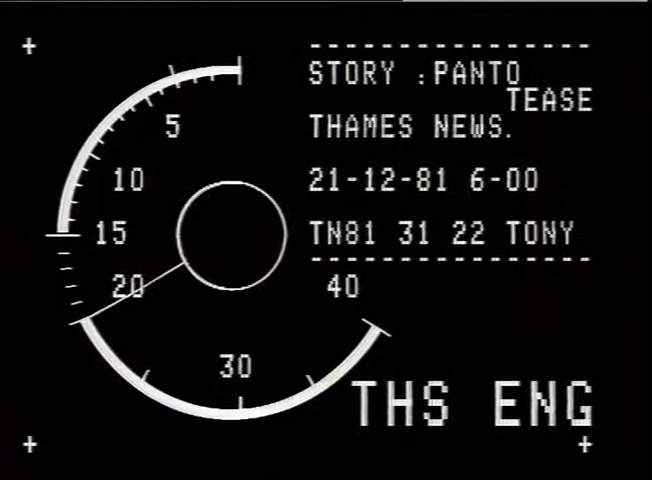 STORY :PANTO
TEASE
THAMES NEWS.
21-12-81 6-00
TN81 31 22 TONY
5
10
15
20
30
40
THS ENG